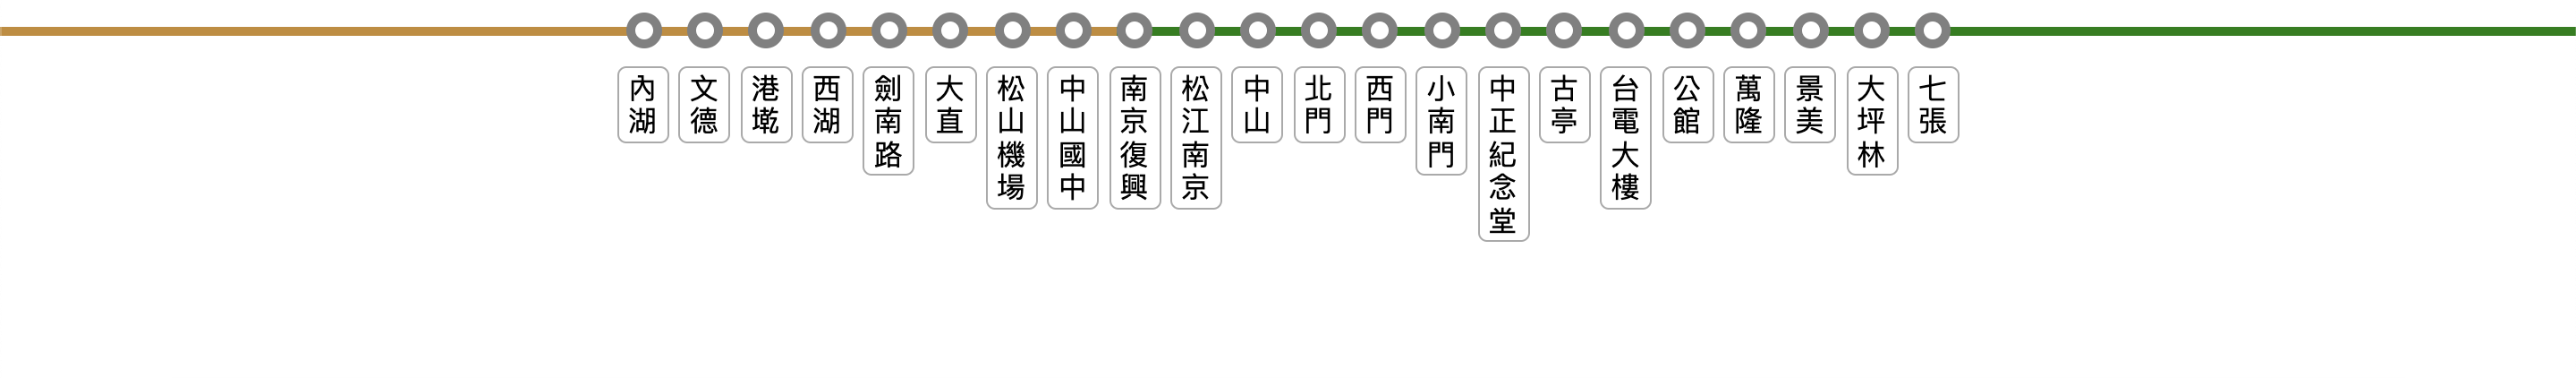 內湖
文德
港墘
西湖
劍南路
大直
松山機場
中山國中
南京復興
松江南京
中山
北門
西門
小南門
中正紀念堂
古亭
台電大樓
公館
萬隆
景美
大坪林
七張